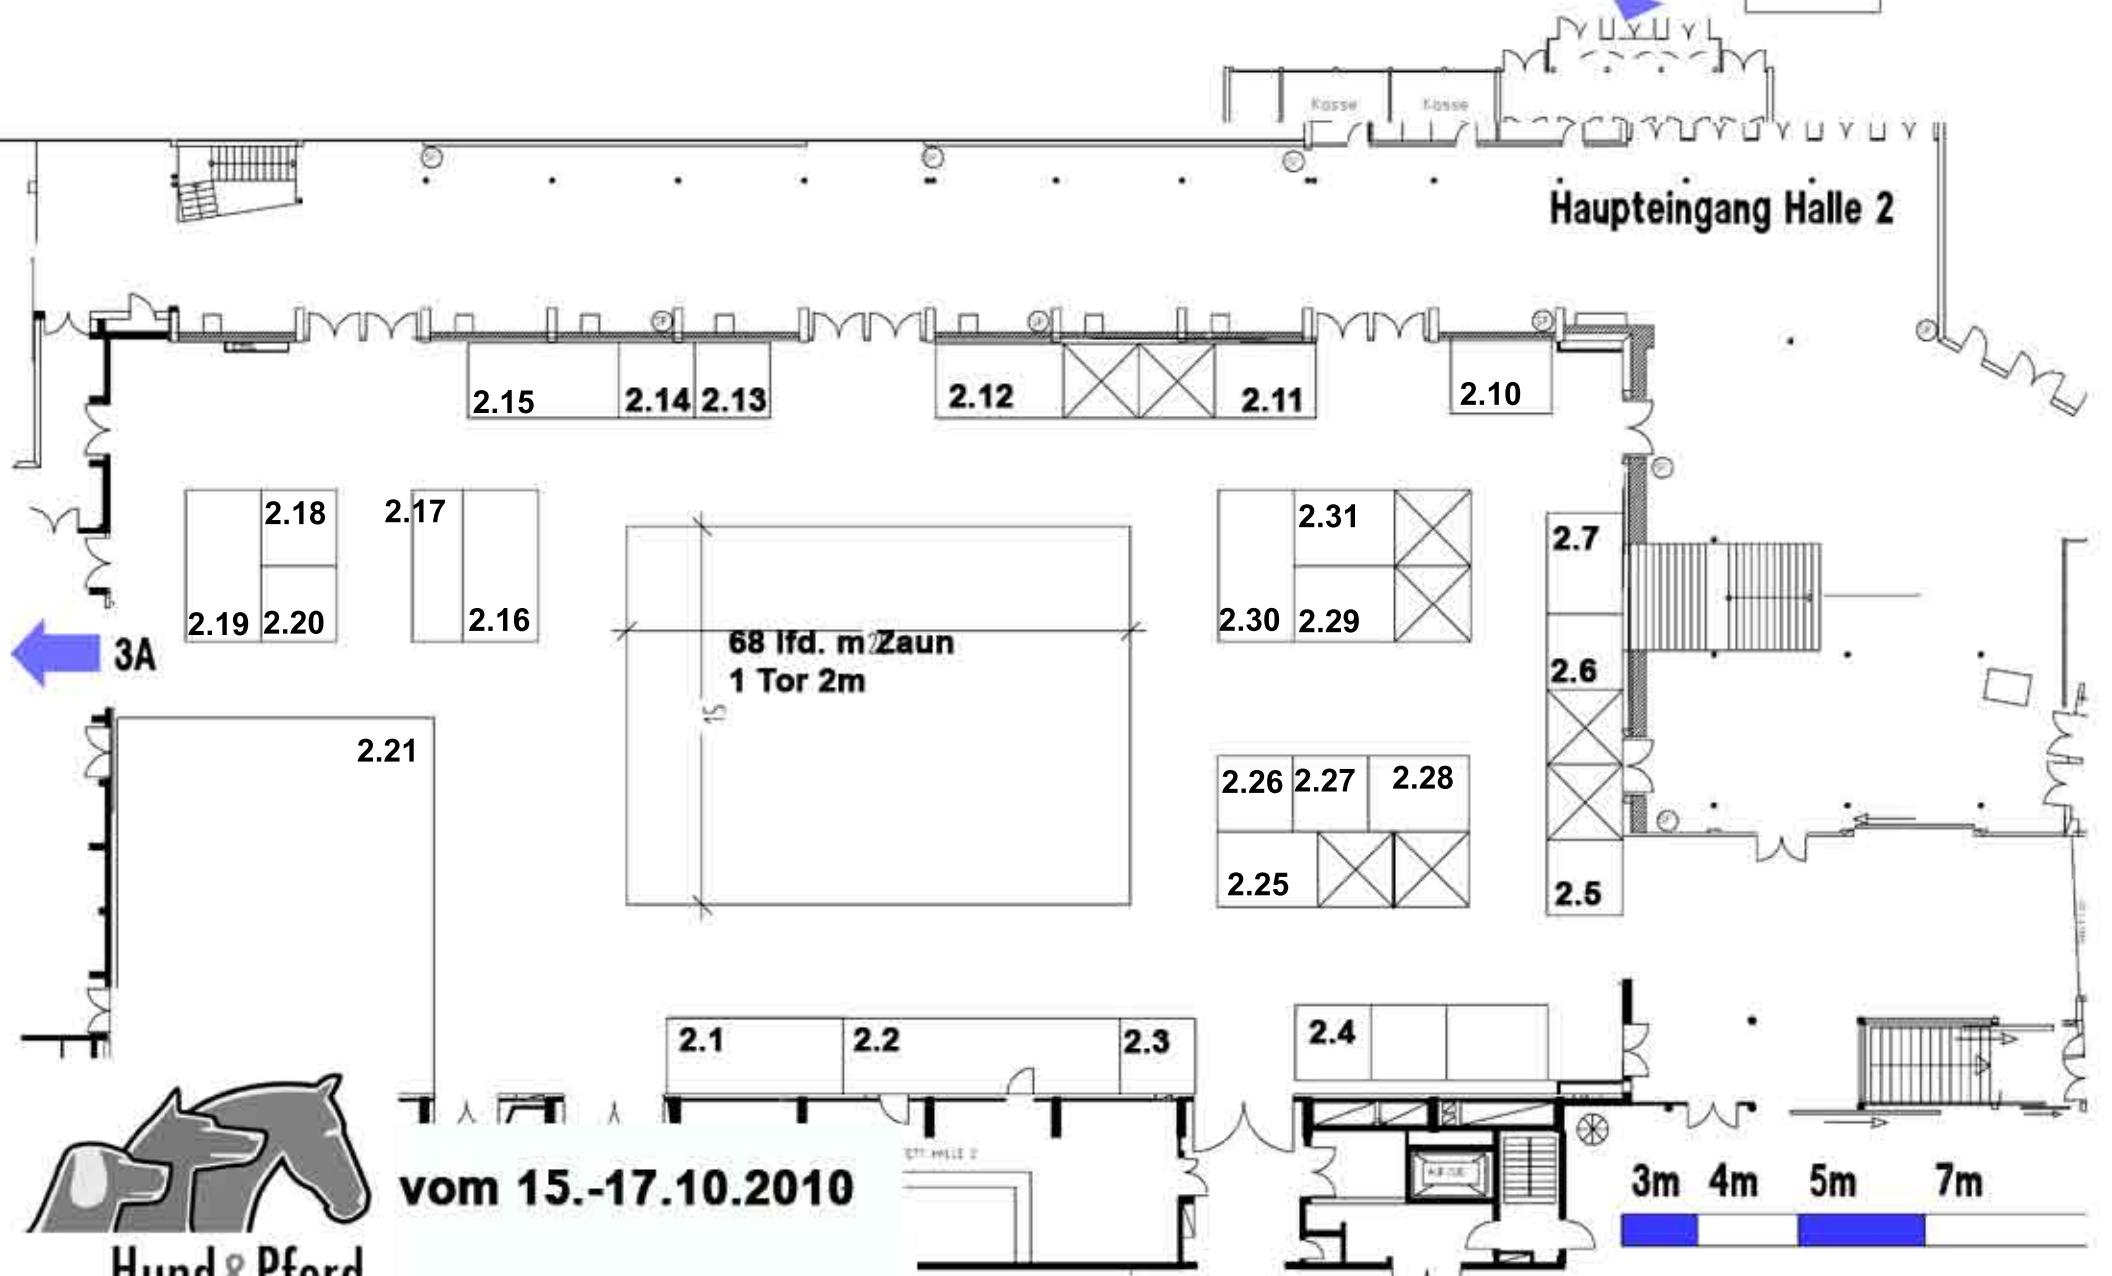 Kasse Kasse
Haupteingang Halle 2
2.15 2.14 2.13 2.12 2.11 2.10
2.18 2.17 2.31 2.7
2.19 2.20 2.16 2.30 2.29 2.6
3A
68 lfd. m Zaun
1 Tor 2m
15
2.21 2.26 2.27 2.28
2.25 2.5
2.1 2.2 2.3 2.4
HALLE 2
vom 15.-17.10.2010
3m 4m 5m 7m
Hund & Pferd